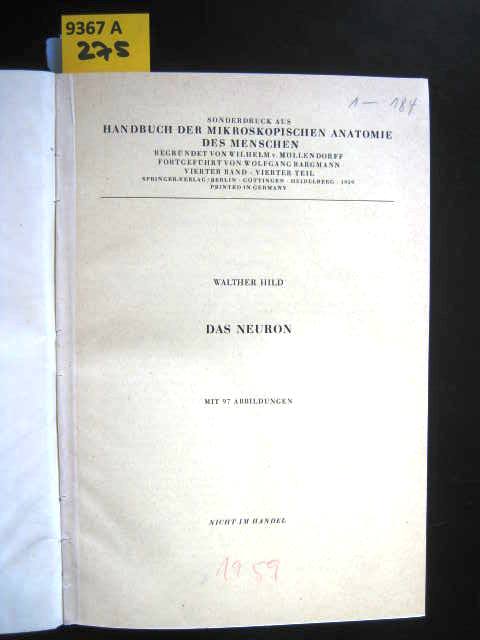 9367 A
275
1 — 184
SONDERDRUCK AUS
HANDBUCH DER MIKROSKOPISCHEN ANATOMIE
DES MENSCHEN
BEGRÜNDET VON WILHELM v. MÖLLENDORFF
FORTGEFÜHRT VON WOLFGANG BARGMANN
VIERTER BAND · VIERTER TEIL
SPRINGER-VERLAG / BERLIN · GÖTTINGEN · HEIDELBERG · 1959
PRINTED IN GERMANY
WALTHER HILD
DAS NEURON
MIT 97 ABBILDUNGEN
NICHT IM HANDEL
1959